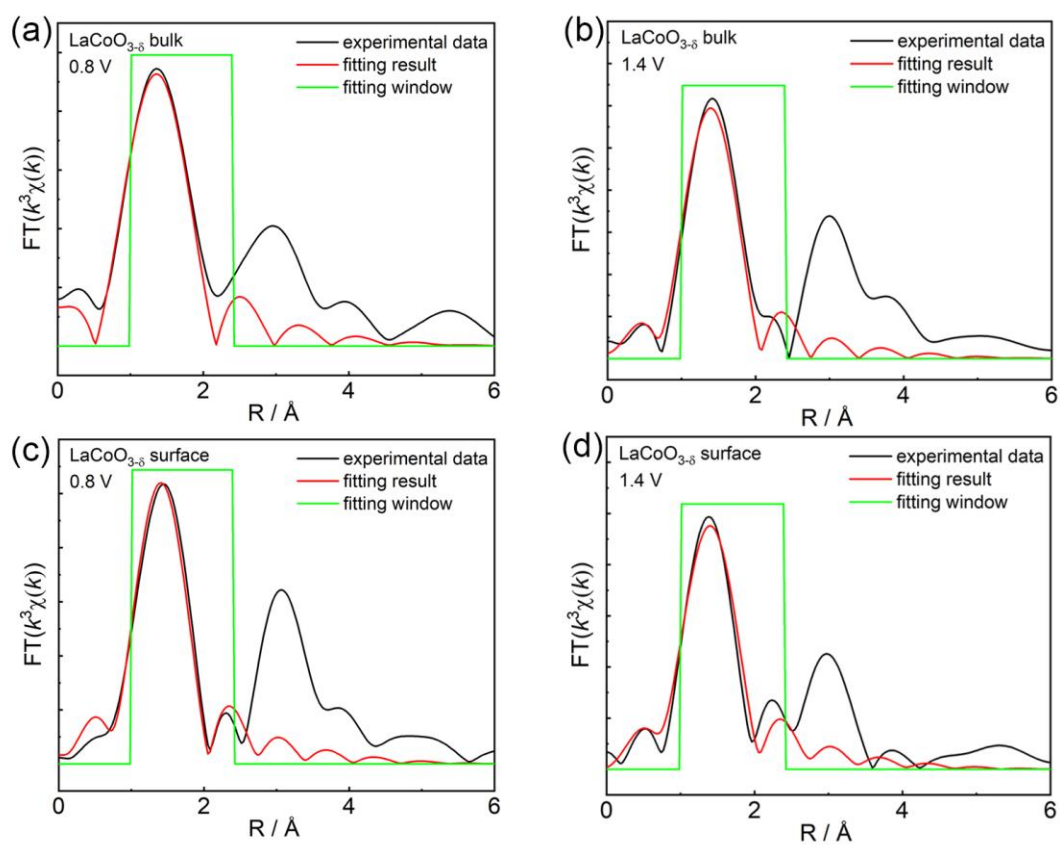 (a)
LaCoO3-δ bulk
0.8 V
experimental data
fitting result
fitting window
FT(k³χ(k))
0 2 4 6
R / Å
(b)
LaCoO3-δ bulk
1.4 V
experimental data
fitting result
fitting window
FT(k³χ(k))
0 2 4 6
R / Å
(c)
LaCoO3-δ surface
0.8 V
experimental data
fitting result
fitting window
FT(k³χ(k))
0 2 4 6
R / Å
(d)
LaCoO3-δ surface
1.4 V
experimental data
fitting result
fitting window
FT(k³χ(k))
0 2 4 6
R / Å